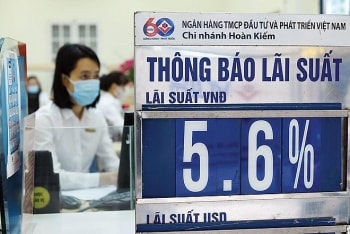 60
NGÂN HÀNG TMCP ĐẦU TƯ VÀ PHÁT TRIỂN VIỆT NAM
Chi nhánh Hoàn Kiếm
THÔNG BÁO LÃI SUẤT
LÃI SUẤT VNĐ
5.6%
LÃI SUẤT USD